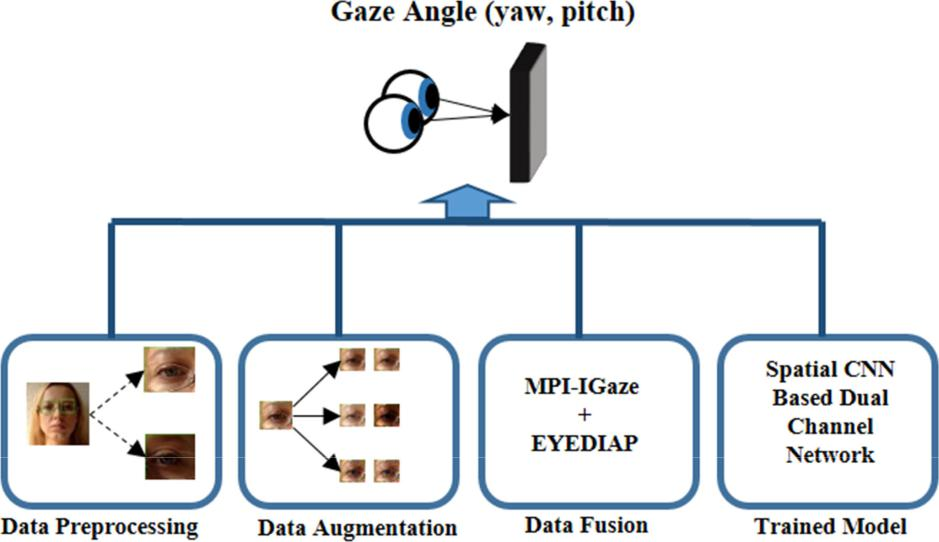 Gaze Angle (yaw, pitch)
MPI-IGaze
+
EYEDIAP
Spatial CNN
Based Dual
Channel
Network
Data Preprocessing
Data Augmentation
Data Fusion
Trained Model